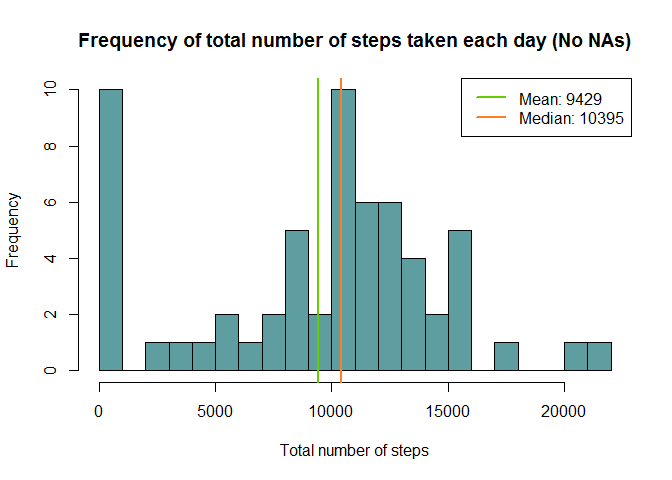 Frequency of total number of steps taken each day (No NAs)
Mean: 9429
Median: 10395
Frequency
10
8
6
4
2
0
0 5000 10000 15000 20000
Total number of steps